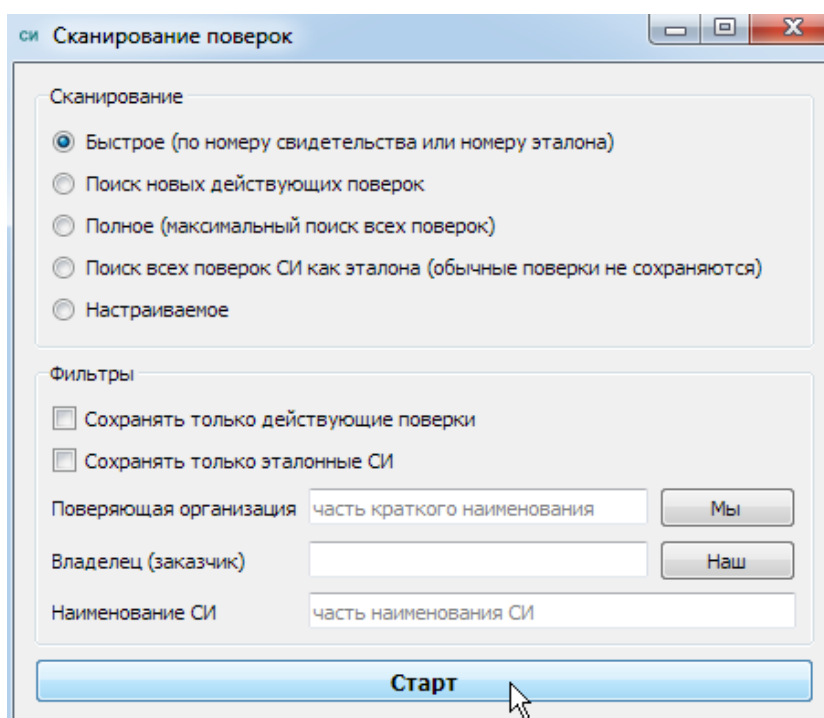 СИ Сканирование поверок
Сканирование
Быстрое (по номеру свидетельства или номеру эталона)
Поиск новых действующих поверок
Полное (максимальный поиск всех поверок)
Поиск всех поверок СИ как эталона (обычные поверки не сохраняются)
Настраиваемое
Фильтры
Сохранять только действующие поверки
Сохранять только эталонные СИ
Поверяющая организация часть краткого наименования Мы
Владелец (заказчик) Наш
Наименование СИ часть наименования СИ
Старт